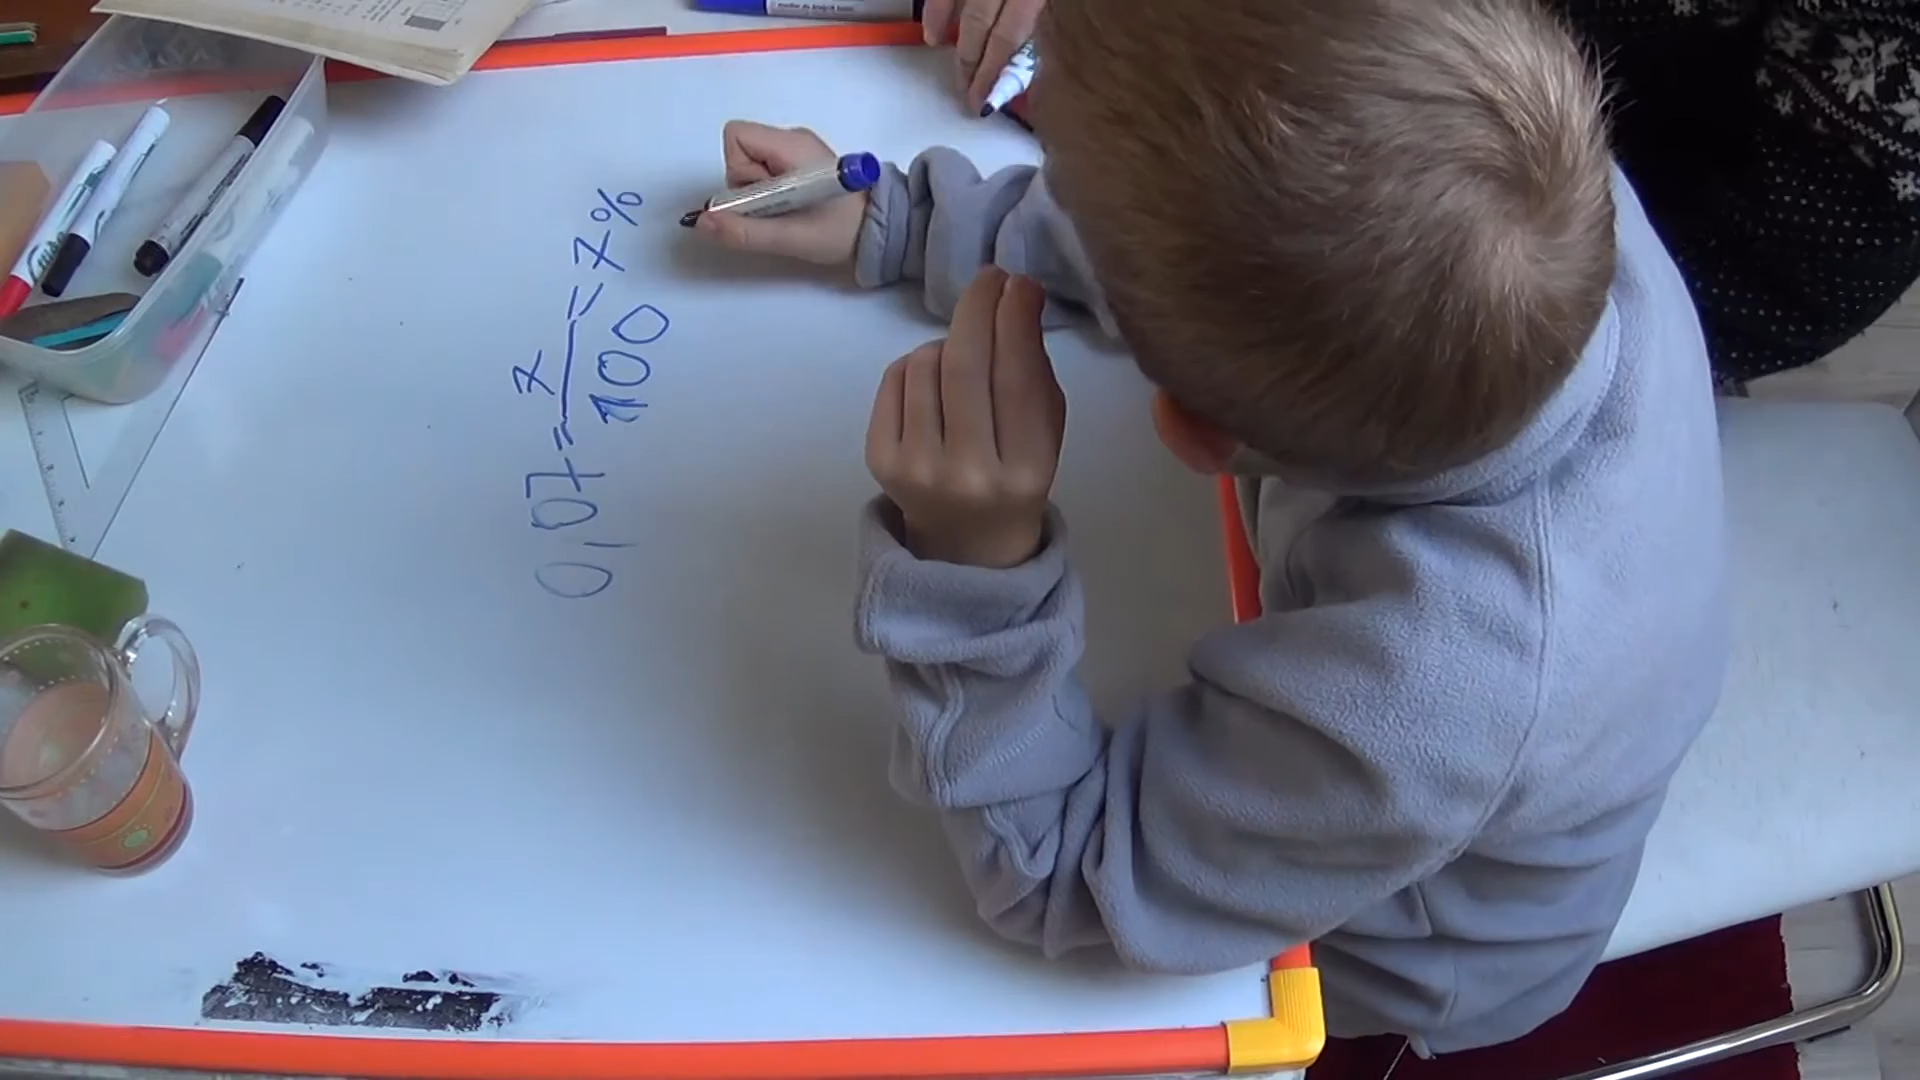 0,07 = 7/100 = 7%